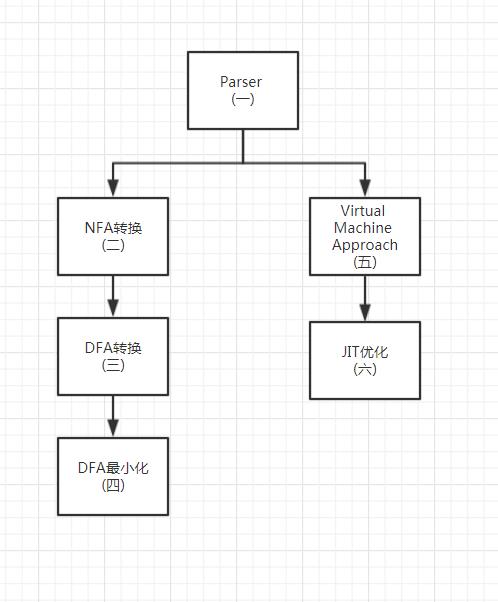 Parser
(一)
NFA转换
(二)
Virtual
Machine
Approach
(五)
DFA转换
(三)
JIT优化
(六)
DFA最小化
(四)